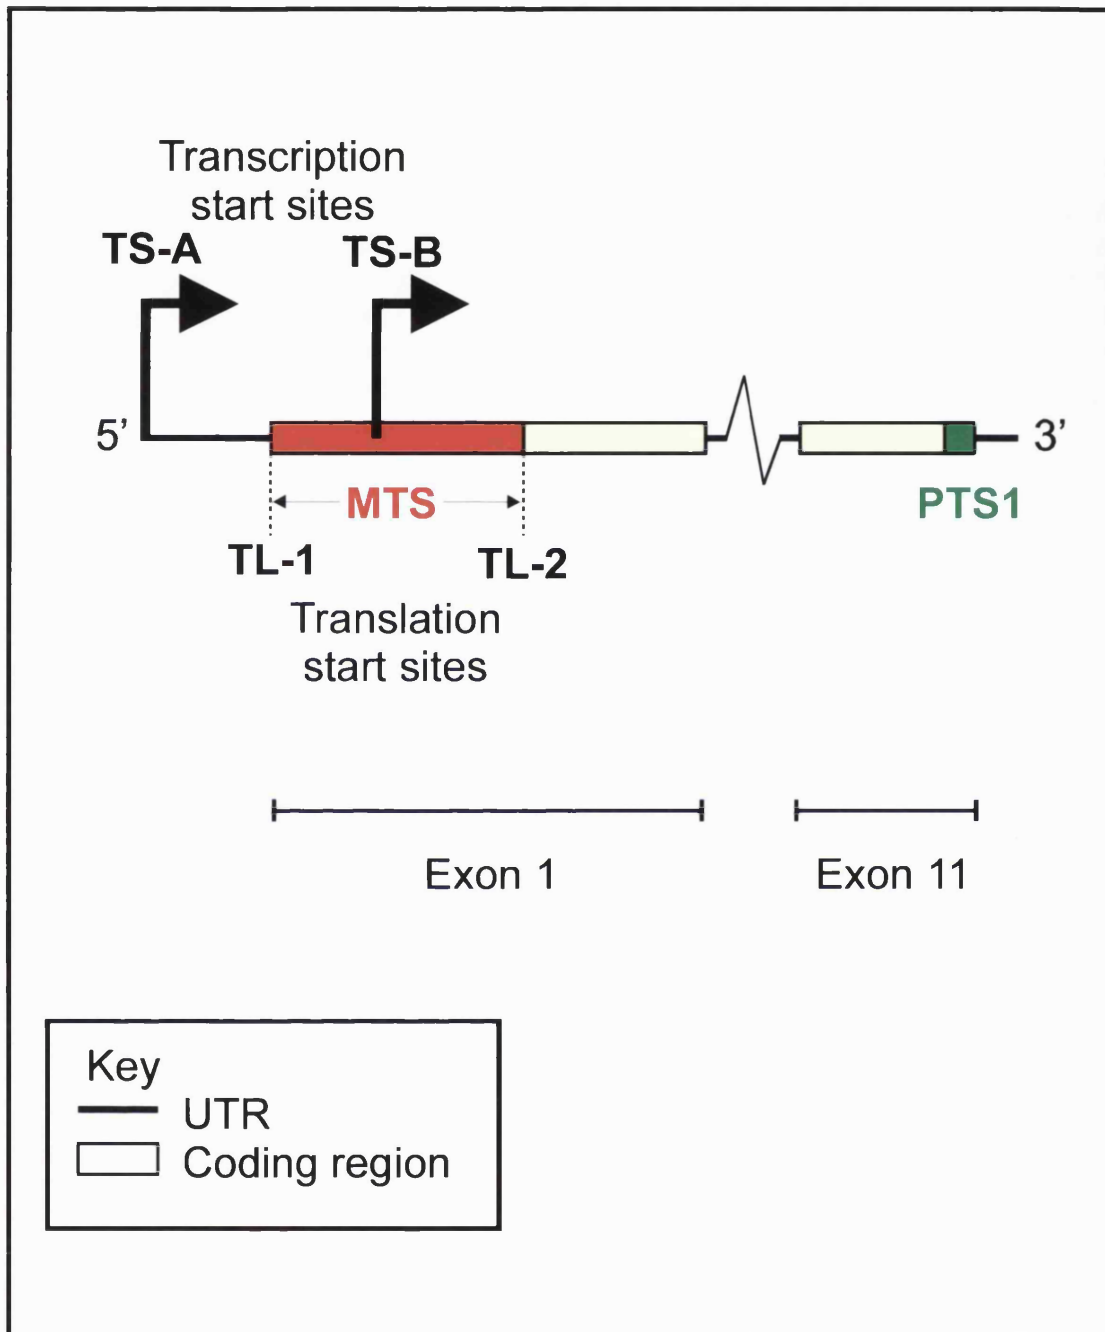 Transcription
start sites
TS-A
TS-B
5’
3’
MTS
PTS1
TL-1
TL-2
Translation
start sites
Exon 1
Exon 11
Key
UTR
Coding region